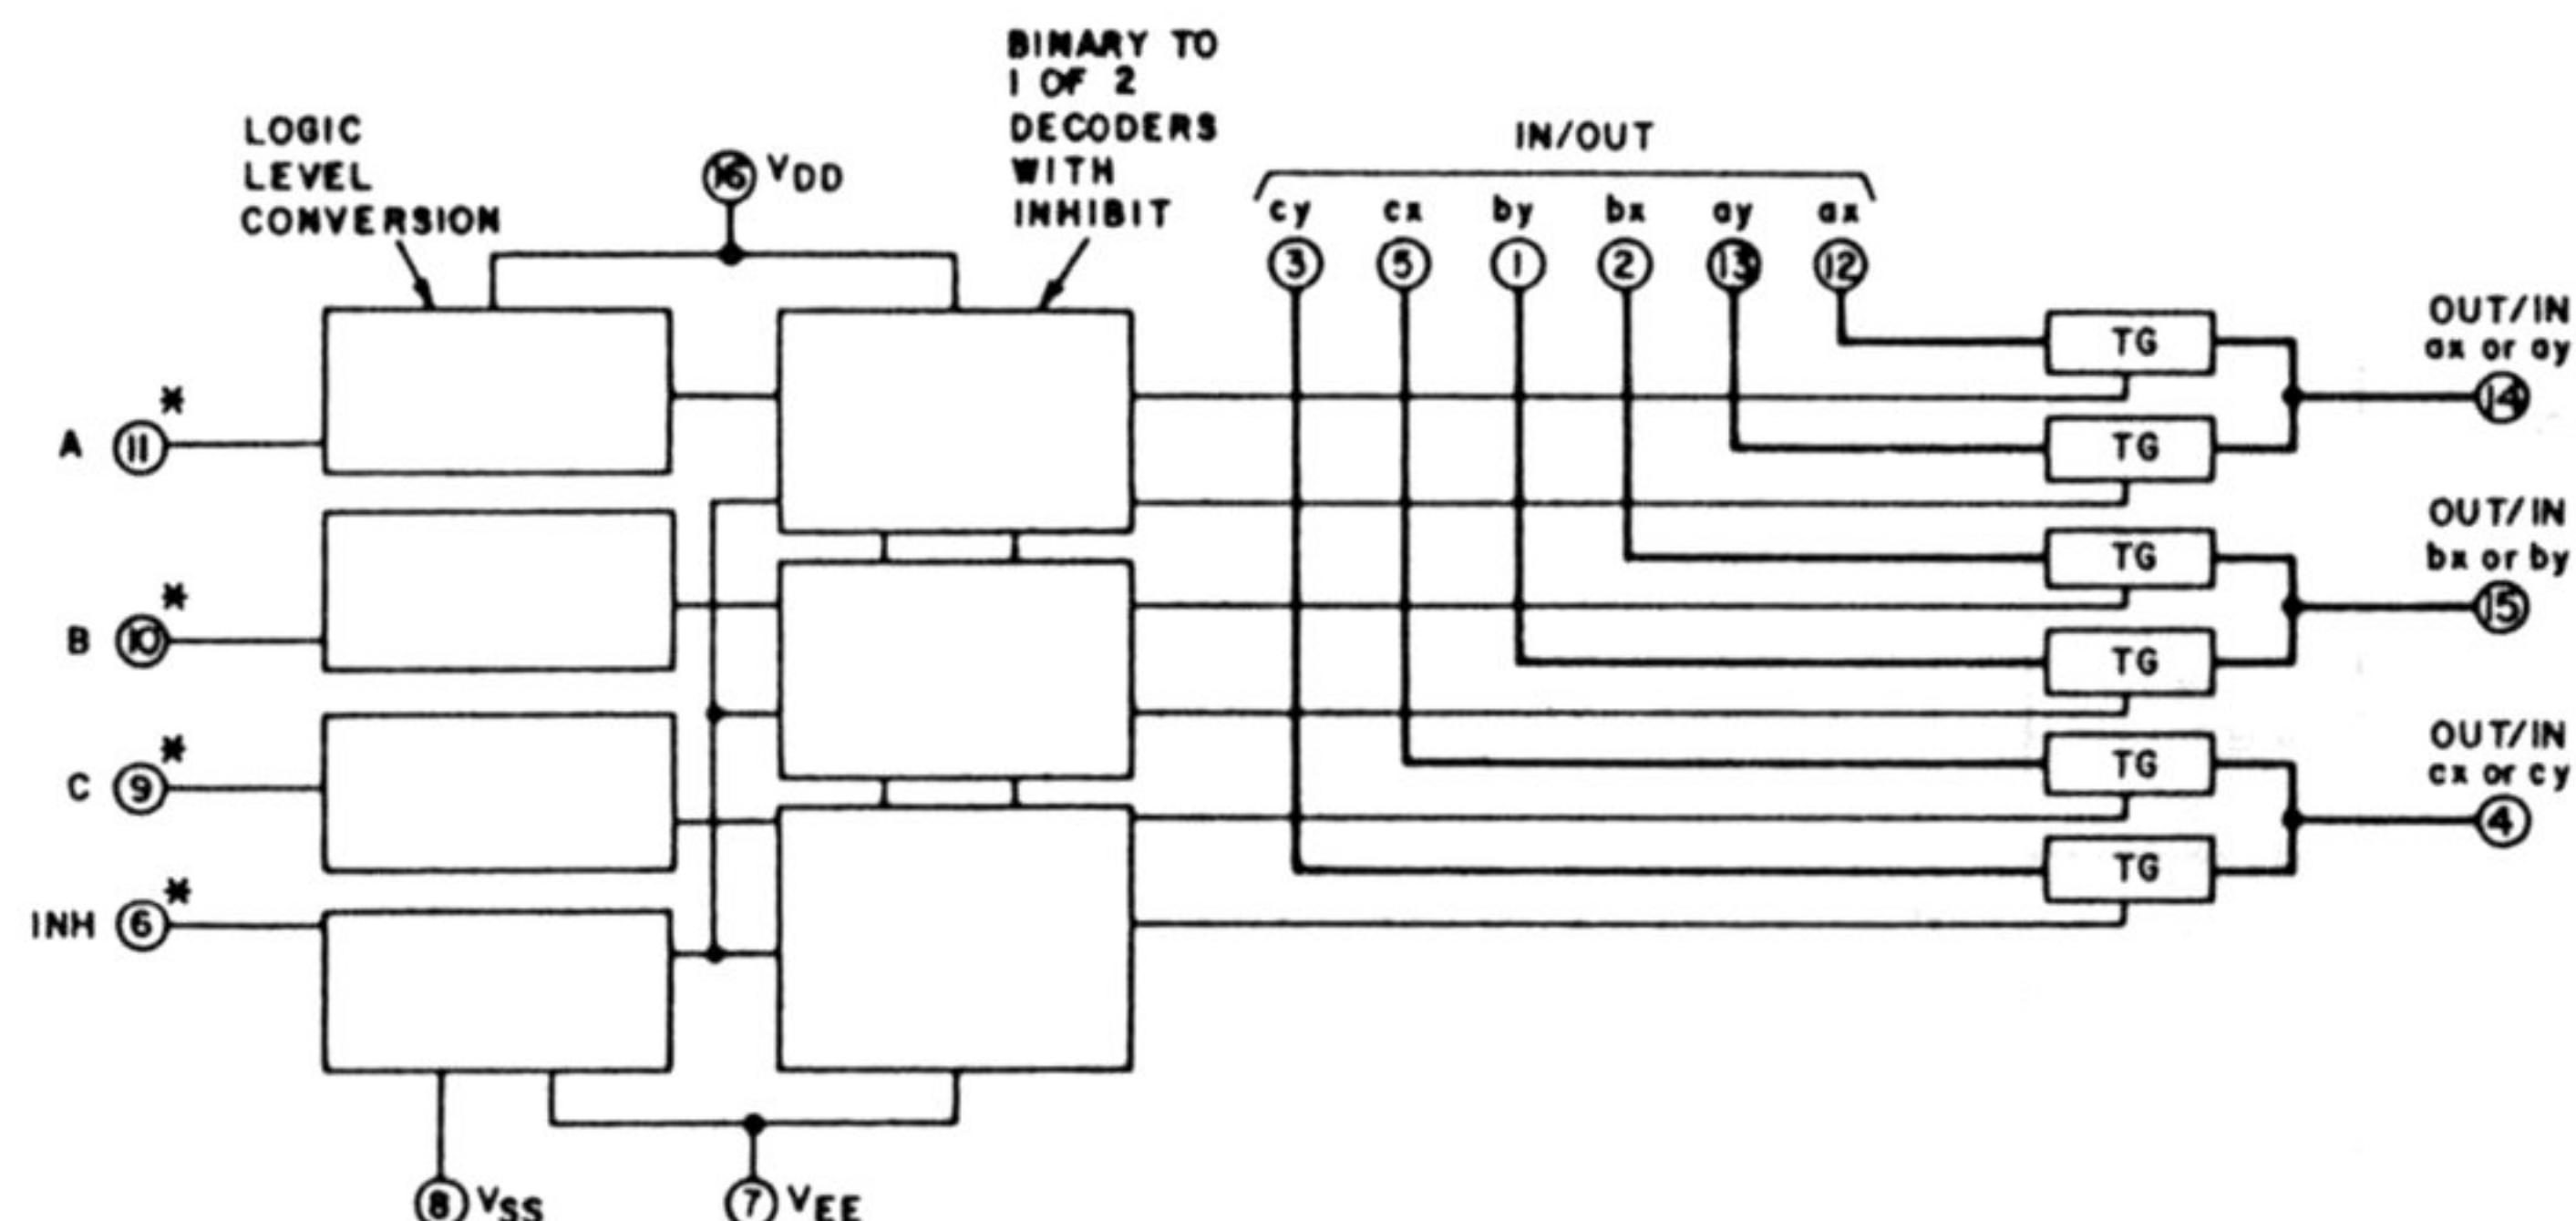 BINARY TO
1 OF 2
DECODERS
WITH
INHIBIT
LOGIC
LEVEL
CONVERSION
16 VDD
IN/OUT
cy cx by bx ay ax
3 5 1 2 13 12
TG
OUT/IN
ax or ay
14
A 11 *
TG
TG
OUT/IN
bx or by
15
B 10 *
TG
C 9 *
TG
OUT/IN
cx or cy
4
TG
INH 6 *
8 VSS
7 VEE